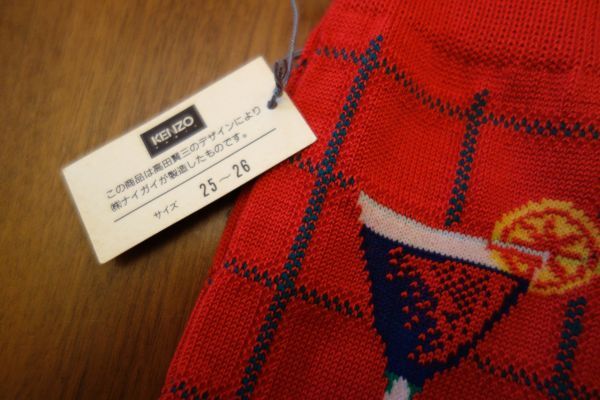 KENZO
この商品は高田賢三のデザインにより
㈱ナイガイが製造したものです。
サイズ 25〜26